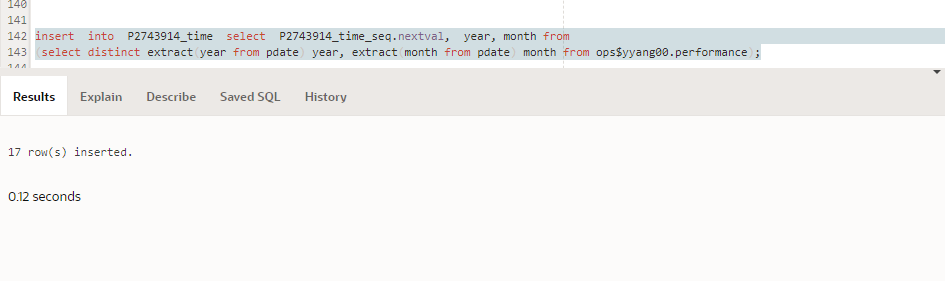 140
141
142 insert  into  P2743914_time  select  P2743914_time_seq.nextval,  year, month from
143 (select distinct extract(year from pdate) year, extract(month from pdate) month from ops$yyang00.performance);
144
Results Explain Describe Saved SQL History
17 row(s) inserted.
0.12 seconds